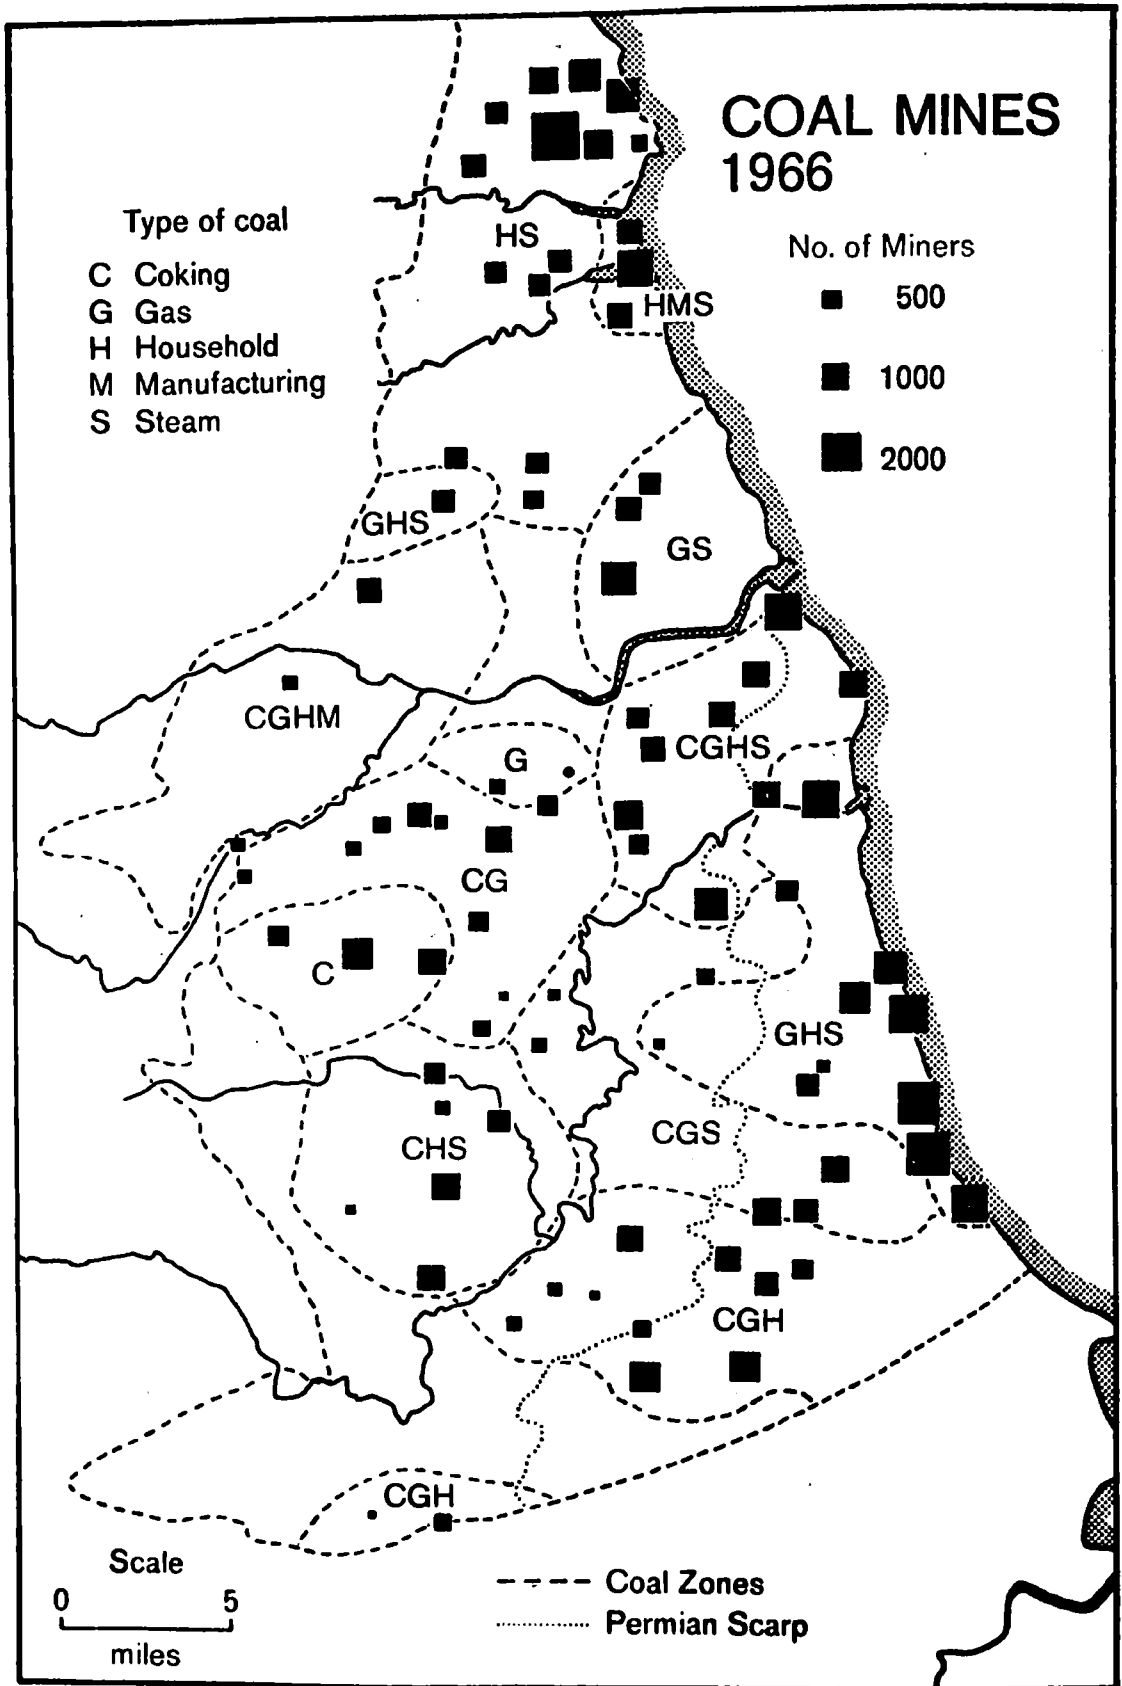 COAL MINES
1966
Type of coal
C Coking
G Gas
H Household
M Manufacturing
S Steam
No. of Miners
500
1000
2000
HS
HMS
GHS
GS
CGHM
CGHS
G
CG
C
GHS
CGS
CHS
CGH
CGH
Scale
0 5
miles
Coal Zones
Permian Scarp